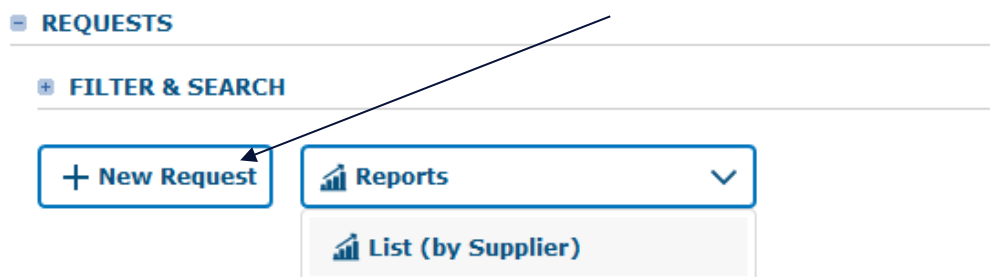 REQUESTS
FILTER & SEARCH
+ New Request
Reports
List (by Supplier)